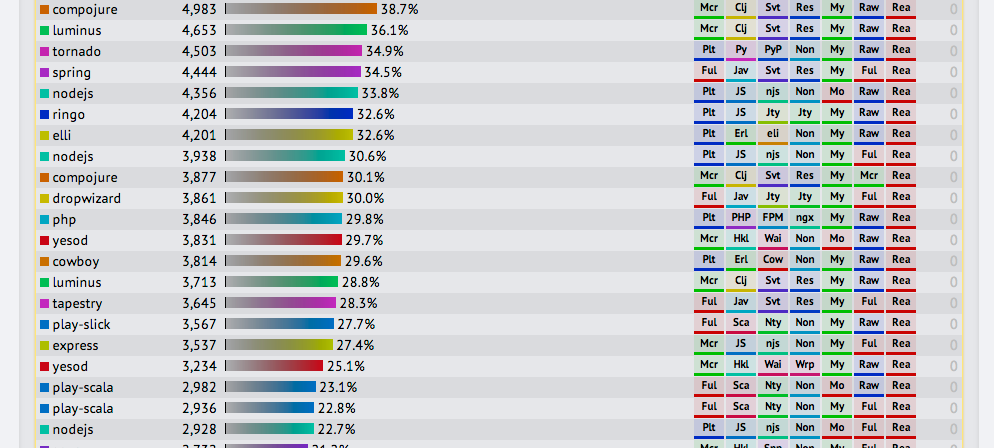 compojure 4,983 38.7% Mcr Clj Svt Res My Raw Rea 0
luminus 4,653 36.1% Mcr Clj Svt Res My Raw Rea 0
tornado 4,503 34.9% Plt Py PyP Non My Raw Rea 0
spring 4,444 34.5% Ful Jav Svt Res My Ful Rea 0
nodejs 4,356 33.8% Plt JS njs Non Mo Raw Rea 0
ringo 4,204 32.6% Plt JS Jty Jty My Raw Rea 0
elli 4,201 32.6% Plt Erl eli Non My Raw Rea 0
nodejs 3,938 30.6% Plt JS njs Non My Ful Rea 0
compojure 3,877 30.1% Mcr Clj Svt Res My Mcr Rea 0
dropwizard 3,861 30.0% Ful Jav Jty Jty My Ful Rea 0
php 3,846 29.8% Plt PHP FPM ngx My Raw Rea 0
yesod 3,831 29.7% Mcr Hkl Wai Non Mo Raw Rea 0
cowboy 3,814 29.6% Plt Erl Cow Non My Raw Rea 0
luminus 3,713 28.8% Mcr Clj Svt Res My Ful Rea 0
tapestry 3,645 28.3% Ful Jav Svt Res My Ful Rea 0
play-slick 3,567 27.7% Ful Sca Nty Non My Raw Rea 0
express 3,537 27.4% Mcr JS njs Non My Ful Rea 0
yesod 3,234 25.1% Mcr Hkl Wai Wrp My Raw Rea 0
play-scala 2,982 23.1% Ful Sca Nty Non Mo Raw Rea 0
play-scala 2,936 22.8% Ful Sca Nty Non My Ful Rea 0
nodejs 2,928 22.7% Plt JS njs Non Mo Ful Rea 0